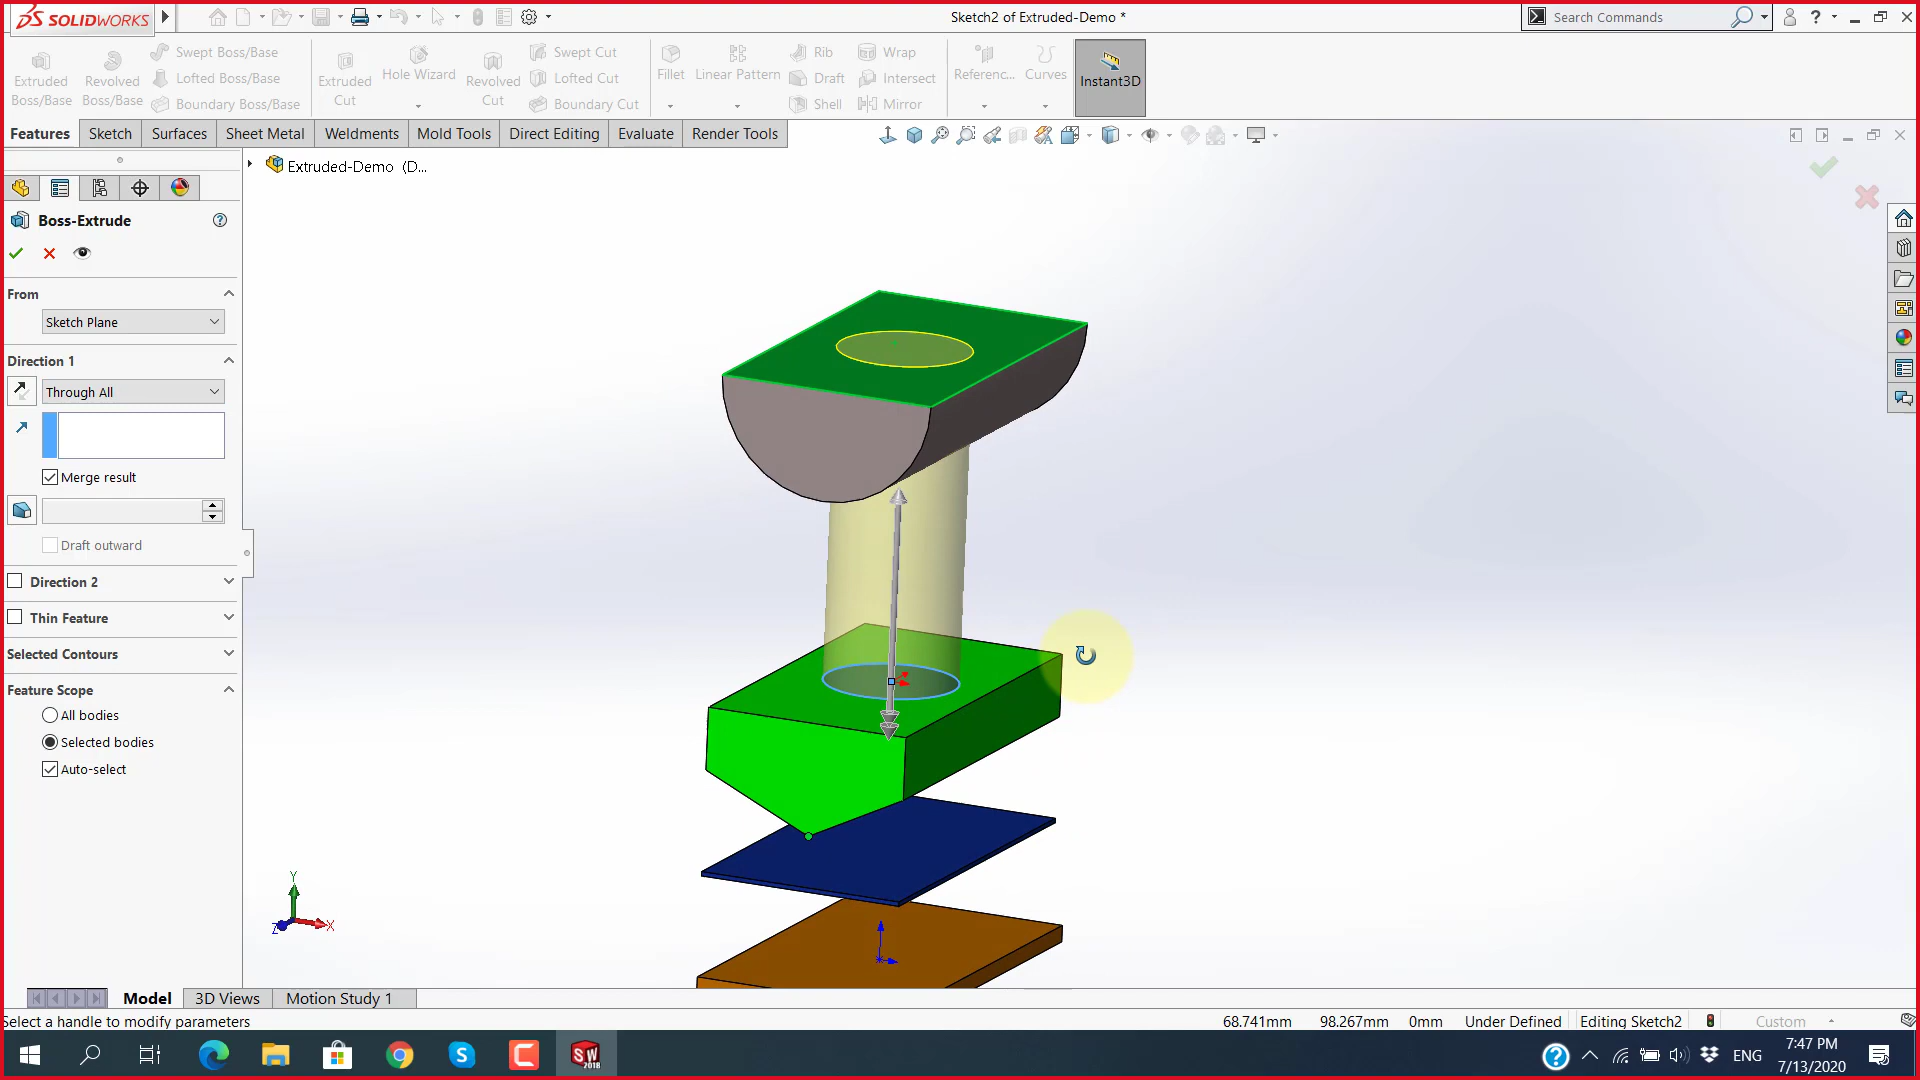 SOLIDWORKS
Sketch2 of Extruded-Demo *
Search Commands
?
Extruded Boss/Base
Revolved Boss/Base
Swept Boss/Base
Lofted Boss/Base
Boundary Boss/Base
Extruded Cut
Hole Wizard
Revolved Cut
Swept Cut
Lofted Cut
Boundary Cut
Fillet
Linear Pattern
Rib
Draft
Shell
Wrap
Intersect
Mirror
Referenc...
Curves
Instant3D
Features
Sketch
Surfaces
Sheet Metal
Weldments
Mold Tools
Direct Editing
Evaluate
Render Tools
Extruded-Demo (D...
Boss-Extrude
?
From
Sketch Plane
Direction 1
Through All
Merge result
Draft outward
Direction 2
Thin Feature
Selected Contours
Feature Scope
All bodies
Selected bodies
Auto-select
Y
X
Z
Model
3D Views
Motion Study 1
Select a handle to modify parameters
68.741mm
98.267mm
0mm
Under Defined
Editing Sketch2
Custom
S
SW
2018
?
ENG
7:47 PM
7/13/2020